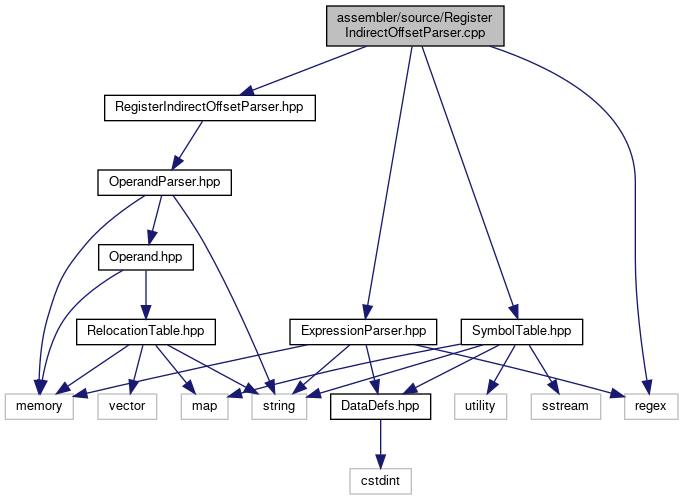 assembler/source/Register
IndirectOffsetParser.cpp
RegisterIndirectOffsetParser.hpp
OperandParser.hpp
Operand.hpp
RelocationTable.hpp
ExpressionParser.hpp
SymbolTable.hpp
memory
vector
map
string
DataDefs.hpp
utility
sstream
regex
cstdint